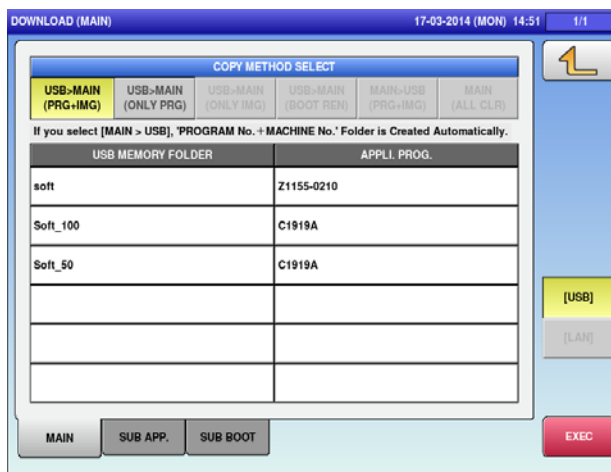 DOWNLOAD (MAIN) 17-03-2014 (MON) 14:51 1/1
COPY METHOD SELECT
USB>MAIN (PRG+IMG)
USB>MAIN (ONLY PRG)
USB>MAIN (ONLY IMG)
USB>MAIN (BOOT REN)
MAIN>USB (PRG+IMG)
MAIN (ALL CLR)
If you select [MAIN > USB], 'PROGRAM No.+MACHINE No.' Folder is Created Automatically.
USB MEMORY FOLDER APPLI. PROG.
soft Z1155-0210
Soft_100 C1919A
Soft_50 C1919A
[USB]
[LAN]
MAIN SUB APP. SUB BOOT EXEC